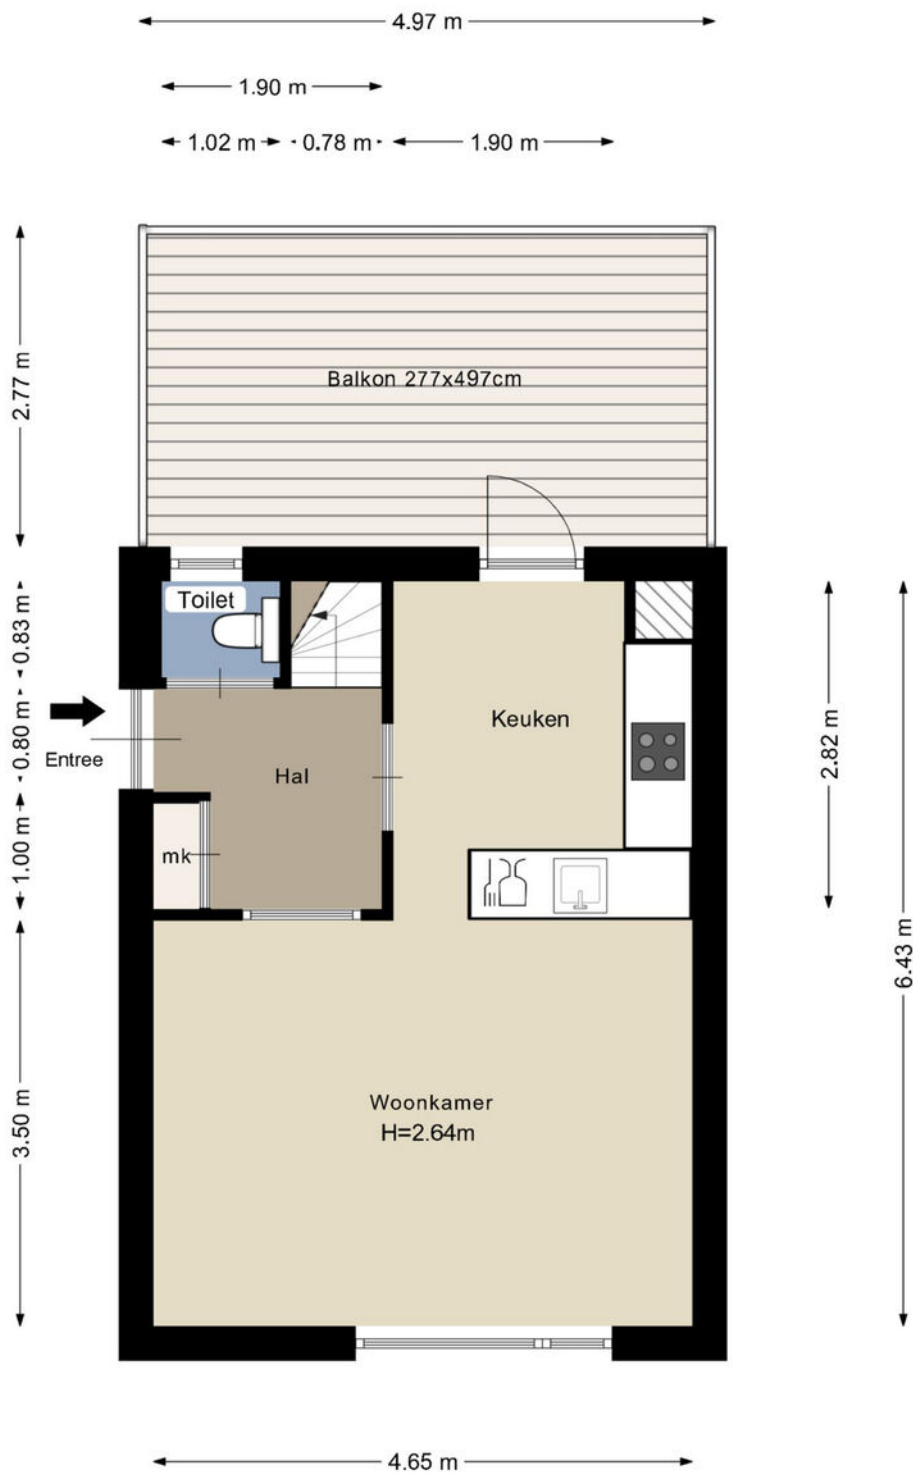 4.97 m
1.90 m
1.02 m 0.78 m 1.90 m
2.77 m
Balkon 277x497cm
0.83 m
Toilet
0.80 m
Entree
Hal
Keuken
2.82 m
1.00 m
mk
6.43 m
3.50 m
Woonkamer
H=2.64m
4.65 m